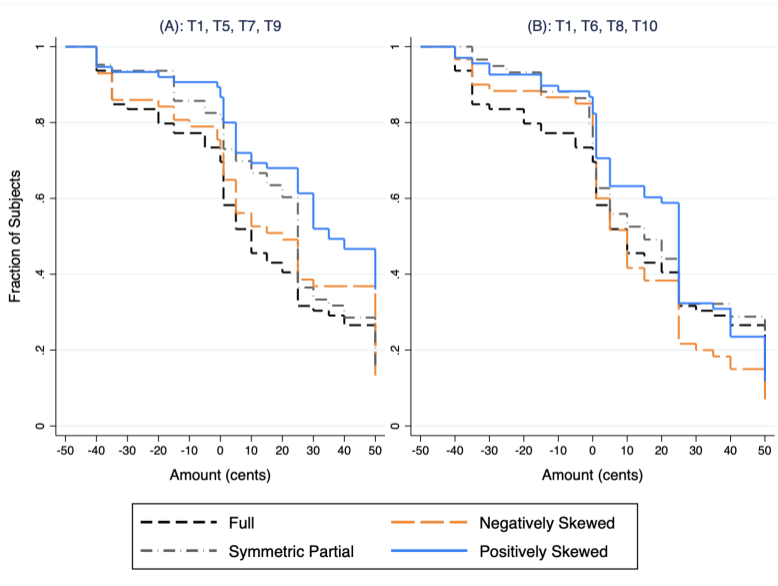 (A): T1, T5, T7, T9
(B): T1, T6, T8, T10
Fraction of Subjects
1
.8
.6
.4
.2
0
-50 -40 -30 -20 -10 0 10 20 30 40 50
Amount (cents)
1
.8
.6
.4
.2
0
-50 -40 -30 -20 -10 0 10 20 30 40 50
Amount (cents)
Full
Negatively Skewed
Symmetric Partial
Positively Skewed